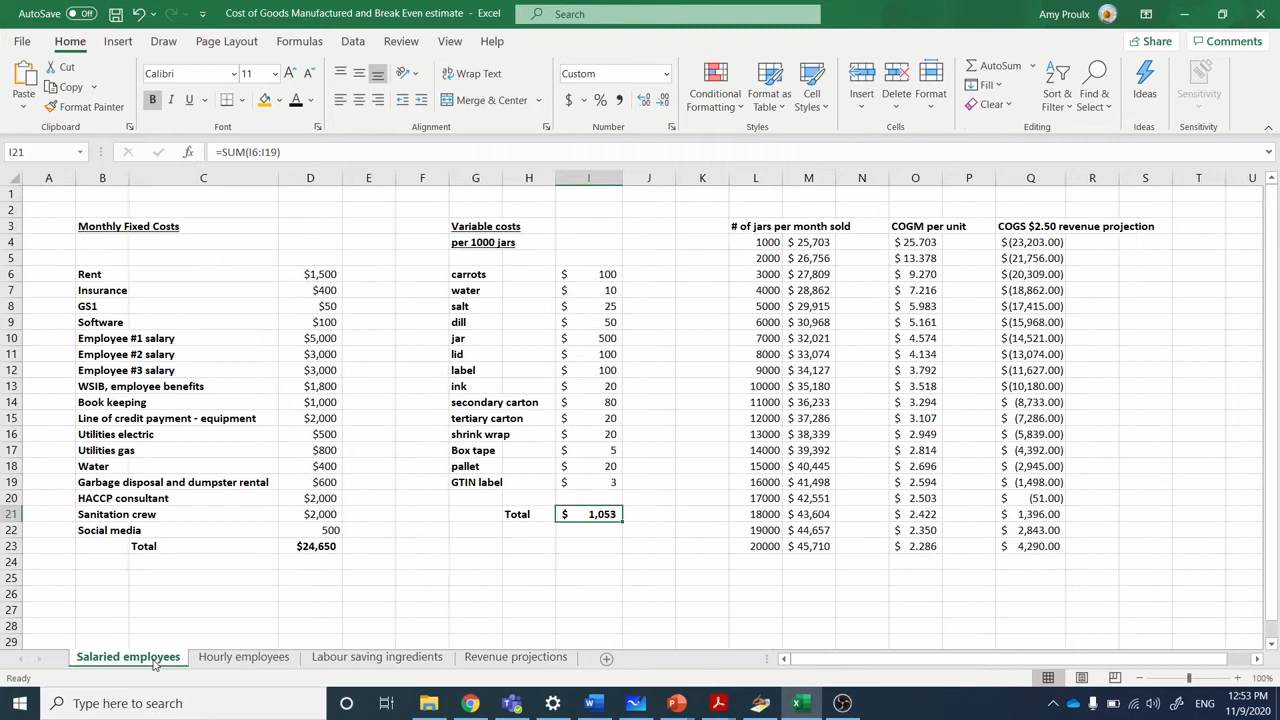 AutoSave Off
Cost of Goods Manufactured and Break Even estimate - Excel
Search
Amy Proulx
File Home Insert Draw Page Layout Formulas Data Review View Help
Share Comments
Paste Cut Copy Format Painter Clipboard
Calibri 11 B I U Font
Wrap Text Merge & Center Alignment
Custom $ % Number
Conditional Formatting Format as Table Cell Styles Styles
Insert Delete Format Cells
AutoSum Fill Clear Sort & Filter Find & Select Editing
Ideas Ideas
Sensitivity Sensitivity
I21 fx =SUM(I6:I19)
A B C D E F G H I J K L M N O P Q R S T U
1
2
3 Monthly Fixed Costs Variable costs # of jars per month sold COGM per unit COGS $2.50 revenue projection
4 per 1000 jars 1000 $ 25,703 $ 25.703 $ (23,203.00)
5 2000 $ 26,756 $ 13.378 $ (21,756.00)
6 Rent $1,500 carrots $ 100 3000 $ 27,809 $ 9.270 $ (20,309.00)
7 Insurance $400 water $ 10 4000 $ 28,862 $ 7.216 $ (18,862.00)
8 GS1 $50 salt $ 25 5000 $ 29,915 $ 5.983 $ (17,415.00)
9 Software $100 dill $ 50 6000 $ 30,968 $ 5.161 $ (15,968.00)
10 Employee #1 salary $5,000 jar $ 500 7000 $ 32,021 $ 4.574 $ (14,521.00)
11 Employee #2 salary $3,000 lid $ 100 8000 $ 33,074 $ 4.134 $ (13,074.00)
12 Employee #3 salary $3,000 label $ 100 9000 $ 34,127 $ 3.792 $ (11,627.00)
13 WSIB, employee benefits $1,800 ink $ 20 10000 $ 35,180 $ 3.518 $ (10,180.00)
14 Book keeping $1,000 secondary carton $ 80 11000 $ 36,233 $ 3.294 $ (8,733.00)
15 Line of credit payment - equipment $2,000 tertiary carton $ 20 12000 $ 37,286 $ 3.107 $ (7,286.00)
16 Utilities electric $500 shrink wrap $ 20 13000 $ 38,339 $ 2.949 $ (5,839.00)
17 Utilities gas $800 Box tape $ 5 14000 $ 39,392 $ 2.814 $ (4,392.00)
18 Water $400 pallet $ 20 15000 $ 40,445 $ 2.696 $ (2,945.00)
19 Garbage disposal and dumpster rental $600 GTIN label $ 3 16000 $ 41,498 $ 2.594 $ (1,498.00)
20 HACCP consultant $2,000 17000 $ 42,551 $ 2.503 $ (51.00)
21 Sanitation crew $2,000 Total $ 1,053 18000 $ 43,604 $ 2.422 $ 1,396.00
22 Social media 500 19000 $ 44,657 $ 2.350 $ 2,843.00
23 Total $24,650 20000 $ 45,710 $ 2.286 $ 4,290.00
24
25
26
27
28
29
Salaried employees Hourly employees Labour saving ingredients Revenue projections
Ready 100%
Type here to search
ENG
12:53 PM
11/9/2020